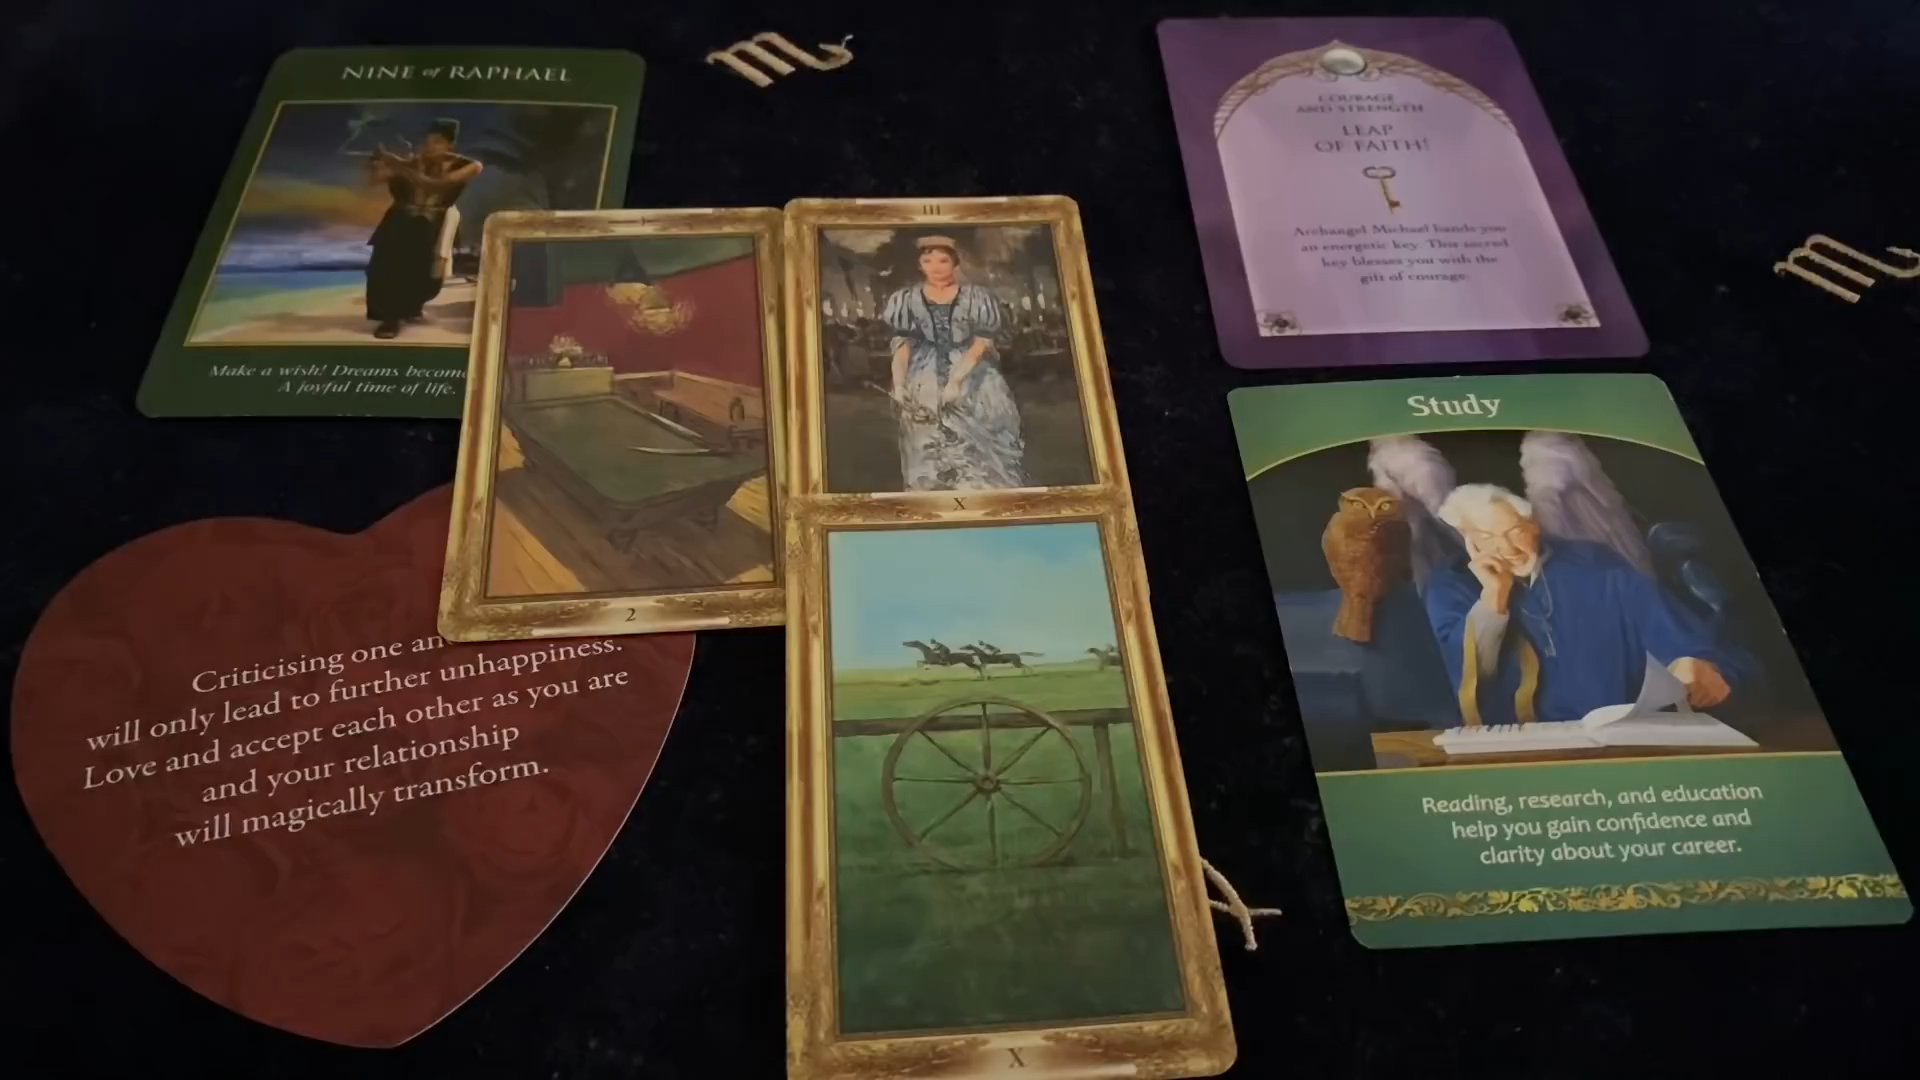 NINE of RAPHAEL
Make a wish! Dreams become
A joyful time of life.
COURAGE
AND STRENGTH
LEAP
OF FAITH!
Archangel Michael hands you
an energetic key. This sacred
key blesses you with the
gift of courage.
III
X
2
X
Study
Reading, research, and education
help you gain confidence and
clarity about your career.
Criticising one an
will only lead to further unhappiness.
Love and accept each other as you are
and your relationship
will magically transform.